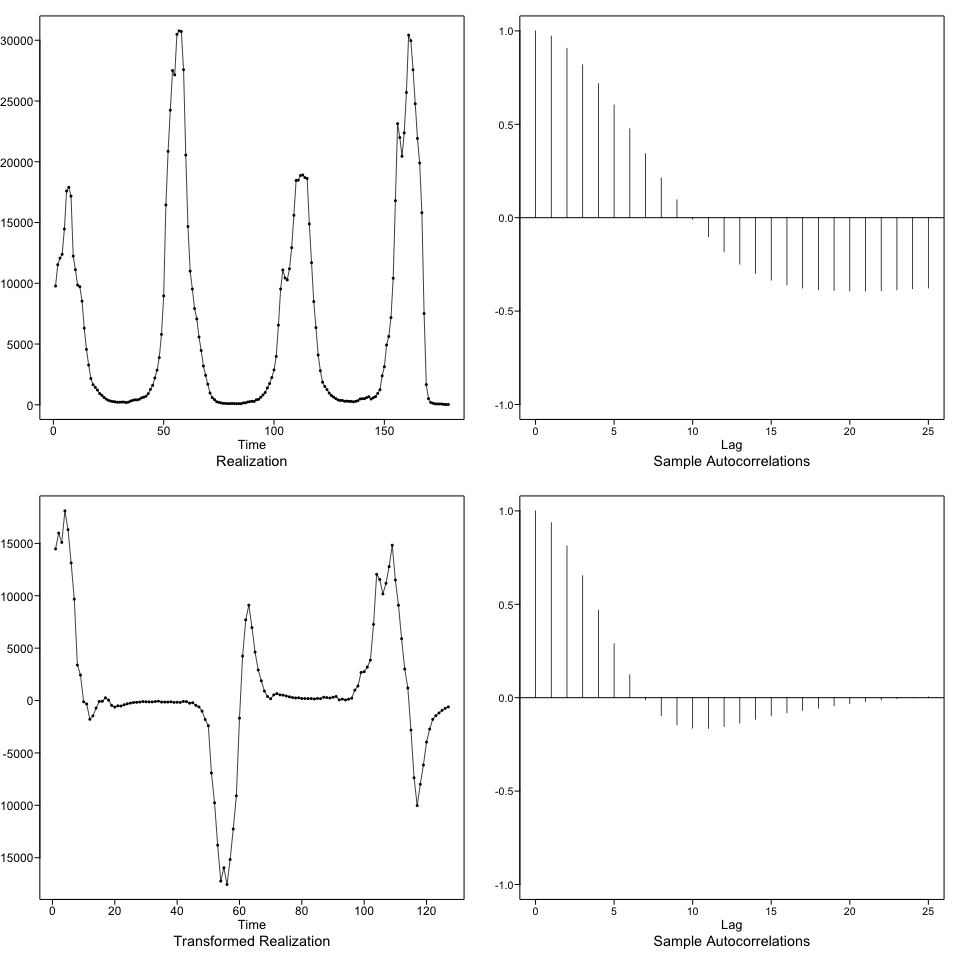 30000
25000
20000
15000
10000
5000
0
0 50 100 150
Time
Realization
1.0
0.5
0.0
-0.5
-1.0
0 5 10 15 20 25
Lag
Sample Autocorrelations
15000
10000
5000
0
-5000
10000
15000
0 20 40 60 80 100 120
Time
Transformed Realization
1.0
0.5
0.0
-0.5
-1.0
0 5 10 15 20 25
Lag
Sample Autocorrelations